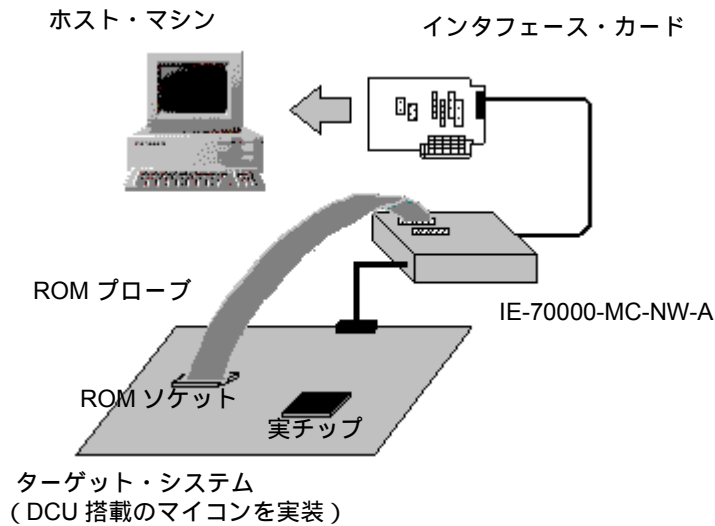 ホスト・マシン
インタフェース・カード
ROM プローブ
IE-70000-MC-NW-A
ROM ソケット
実チップ
ターゲット・システム
（DCU 搭載のマイコンを実装）